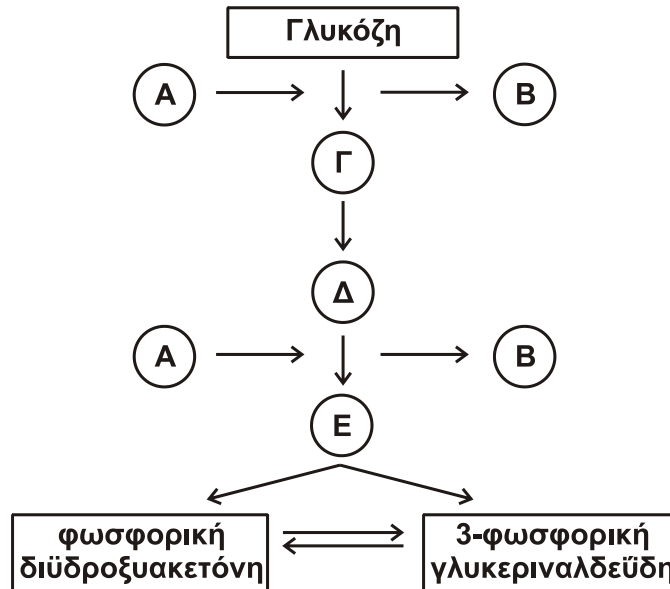 Γλυκόζη
Α
Β
Γ
Δ
Α
Β
Ε
φωσφορική
διϋδροξυακετόνη
3-φωσφορική
γλυκεριναλδεΰδη